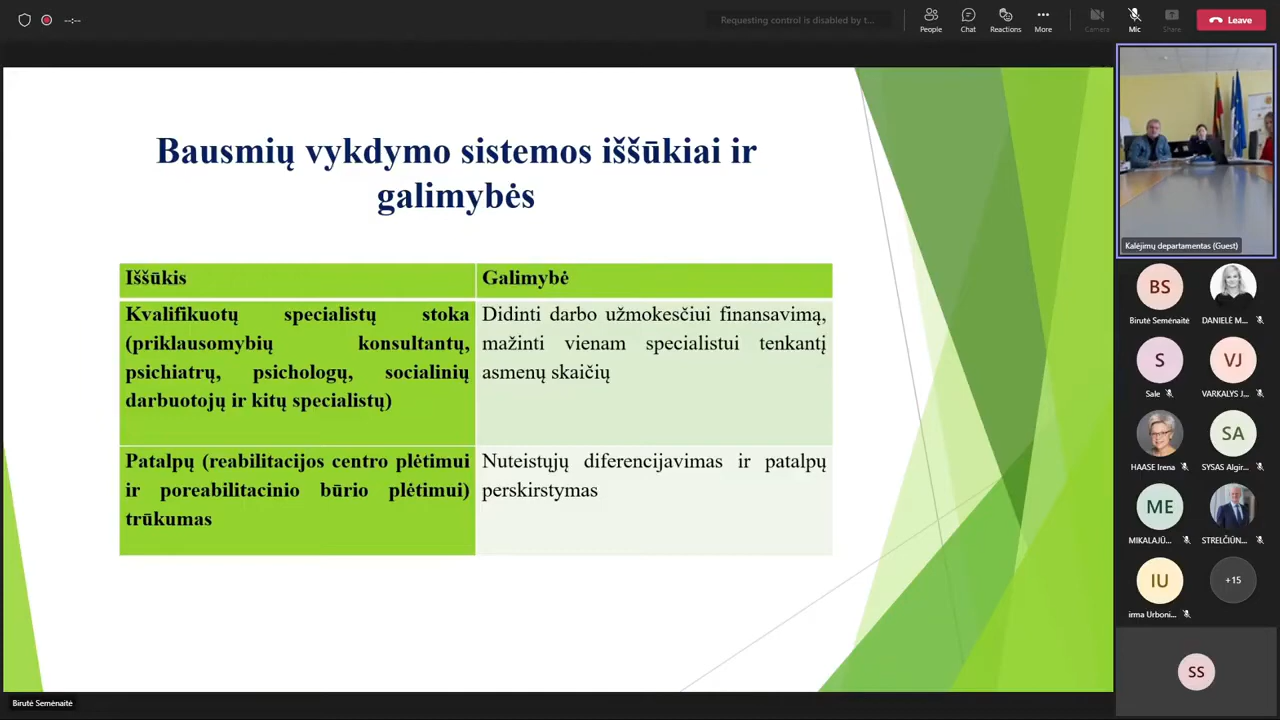 --:--
Requesting control is disabled by t...
People
Chat
Reactions
More
Camera
Mic
Share
Leave
Bausmių vykdymo sistemos iššūkiai ir
galimybės
Iššūkis
Galimybė
Kvalifikuotų specialistų stoka
(priklausomybių konsultantų,
psichiatrų, psichologų, socialinių
darbuotojų ir kitų specialistų)
Didinti darbo užmokesčiui finansavimą,
mažinti vienam specialistui tenkantį
asmenų skaičių
Patalpų (reabilitacijos centro plėtimui
ir poreabilitacinio būrio plėtimui)
trūkumas
Nuteistųjų diferencijavimas ir patalpų
perskirstymas
Kalėjimų departamentas (Guest)
BS
Birutė Semėnaitė
DANIELĖ M...
S
Sale
VJ
VARKALYS J...
HAASE Irena
SA
SYSAS Algir...
ME
MIKALAJŪ...
STRELČIŪN...
IU
irma Urboni...
+15
SS
Birutė Semėnaitė